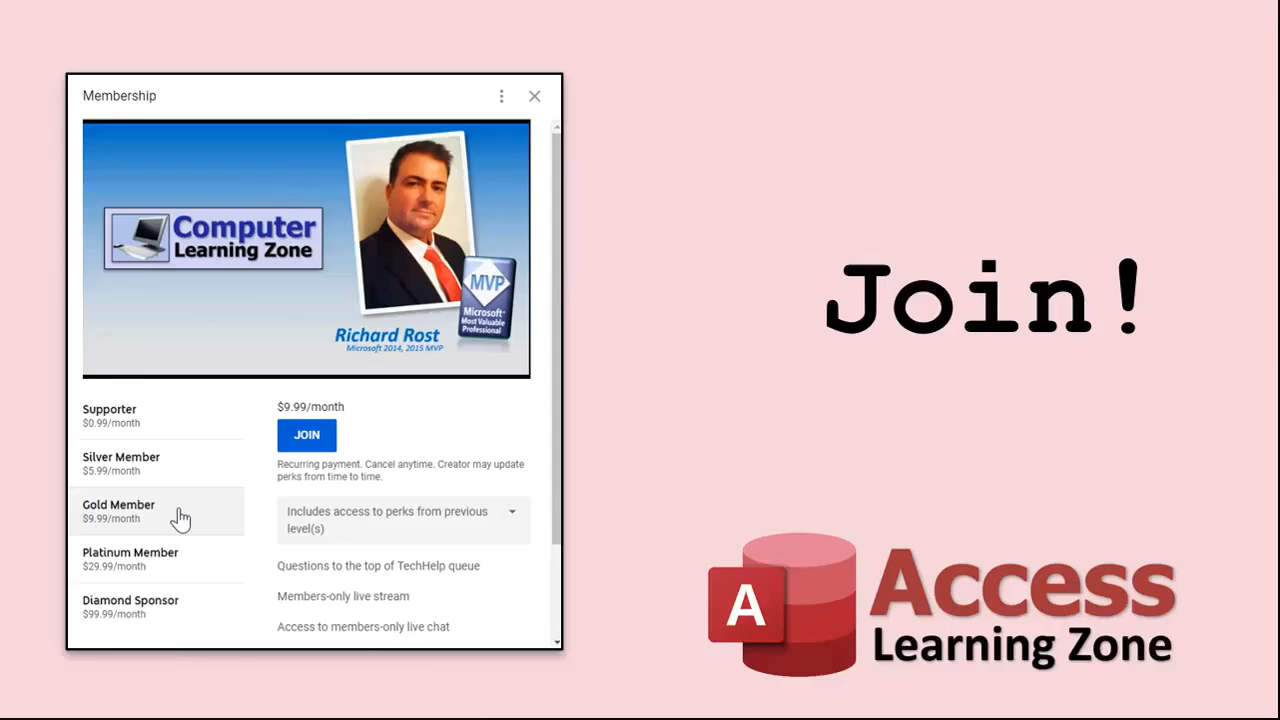 Membership
Computer
Learning Zone
MVP
Microsoft®
Most Valuable
Professional
Richard Rost
Microsoft 2014, 2015 MVP
Supporter
$0.99/month
Silver Member
$5.99/month
Gold Member
$9.99/month
Platinum Member
$29.99/month
Diamond Sponsor
$99.99/month
$9.99/month
JOIN
Recurring payment. Cancel anytime. Creator may update
perks from time to time.
Includes access to perks from previous
level(s)
Questions to the top of TechHelp queue
Members-only live stream
Access to members-only live chat
Join!
A
Access
Learning Zone